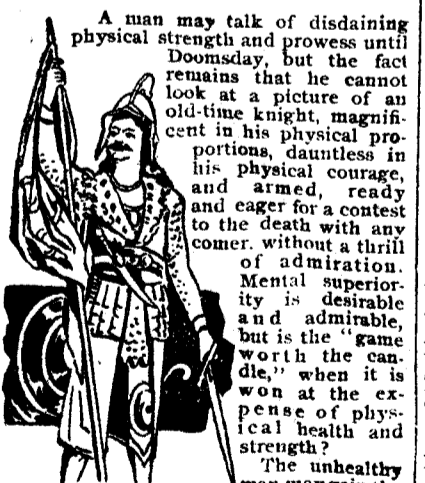 A man may talk of disdaining
physical strength and prowess until
Doomsday, but the fact
remains that he cannot
look at a picture of an
old-time knight, magnifi-
cent in his physical pro-
portions, dauntless in
his physical courage,
and armed, ready
and eager for a contest
to the death with any
comer. without a thrill
of admiration.
Mental superior-
ity is desirable
and admirable,
but is the "game
worth the can-
dle," when it is
won at the ex-
pense of phys-
ical health and
strength?
The unhealthy